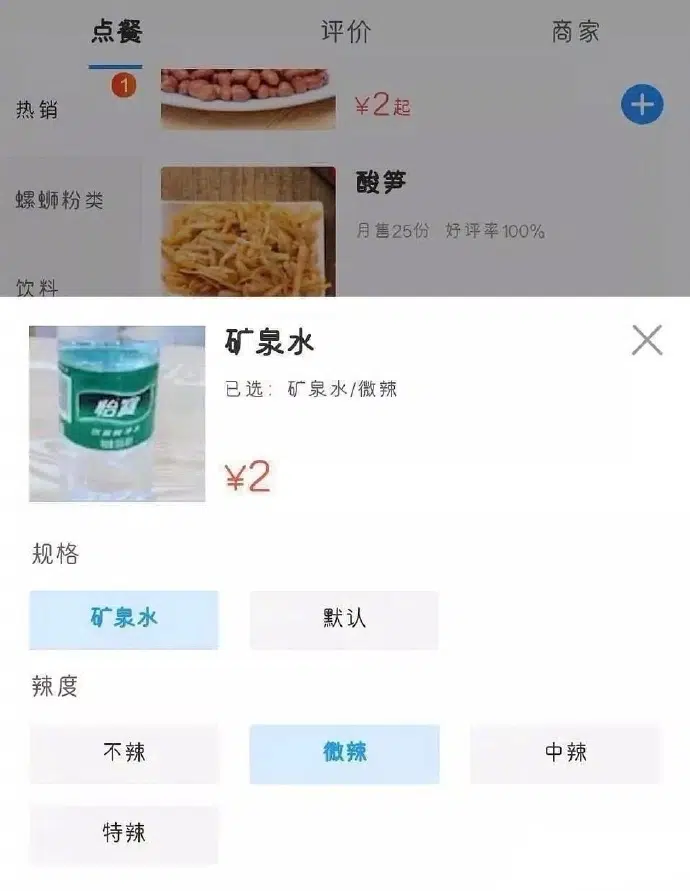 点餐 评价 商家
热销 1
¥2起
酸笋
螺蛳粉类
月售25份 好评率100%
饮料
矿泉水
已选：矿泉水/微辣
怡寶
¥2
规格
矿泉水 默认
辣度
不辣 微辣 中辣
特辣